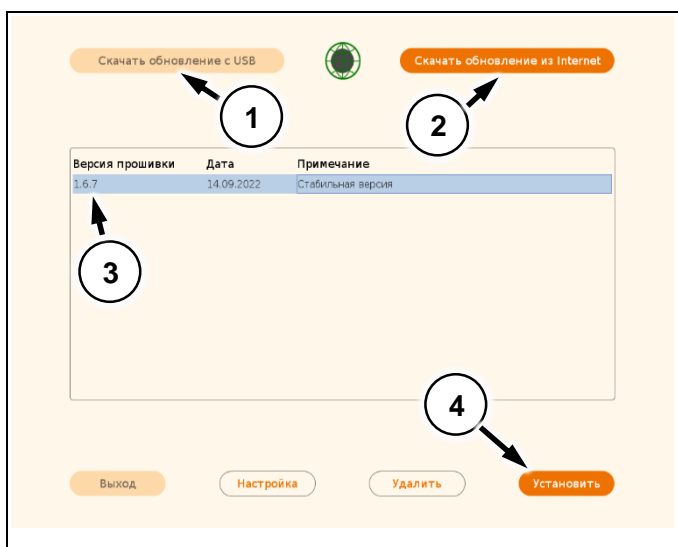 Скачать обновление с USB
Скачать обновление из Internet
1
2
Версия прошивки Дата Примечание
1.6.7 14.09.2022 Стабильная версия
3
4
Выход Настройка Удалить Установить